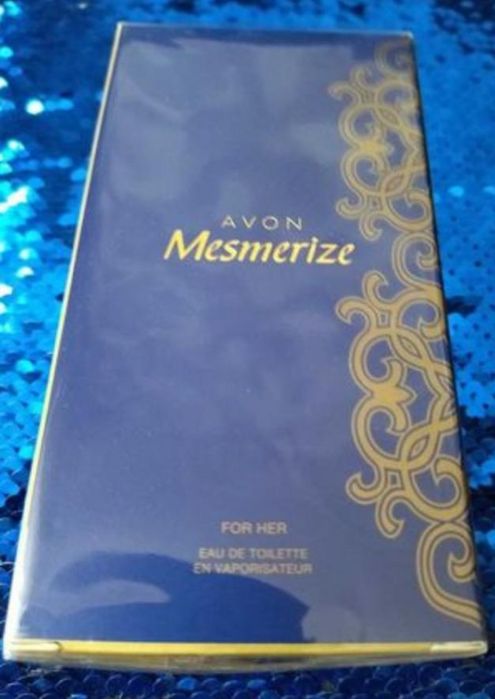 AVON
Mesmerize
FOR HER
EAU DE TOILETTE
EN VAPORISATEUR